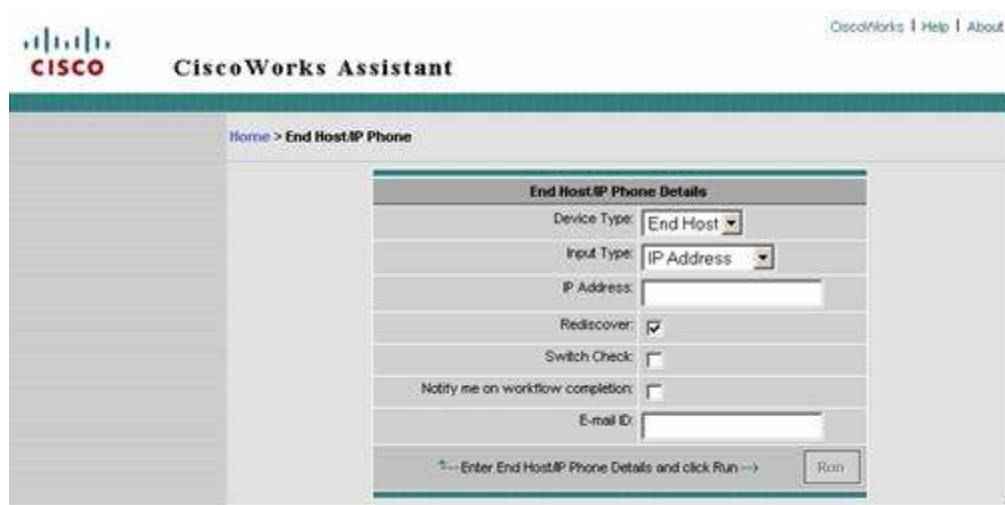 CiscoWorks | Help | About
CISCO
CiscoWorks Assistant
Home > End Host/IP Phone
End Host/IP Phone Details
Device Type: End Host
Input Type: IP Address
IP Address:
Rediscover:
Switch Check:
Notify me on workflow completion:
E-mail ID:
*--Enter End Host/IP Phone Details and click Run --> Run